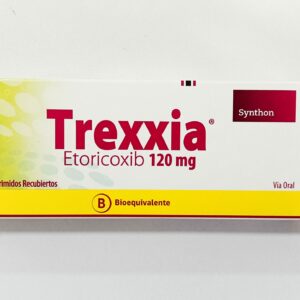 Synthon
Trexxia®
Etoricoxib 120 mg
rimidos Recubiertos
Vía Oral
B Bioequivalente